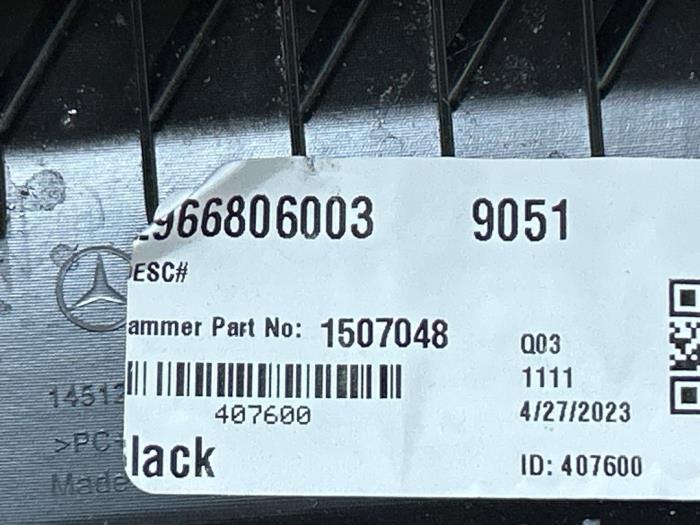 966806003 9051
ESC#
ammer Part No: 1507048
Q03
1111
407600
4/27/2023
lack
ID: 407600
1451
>PC
Made